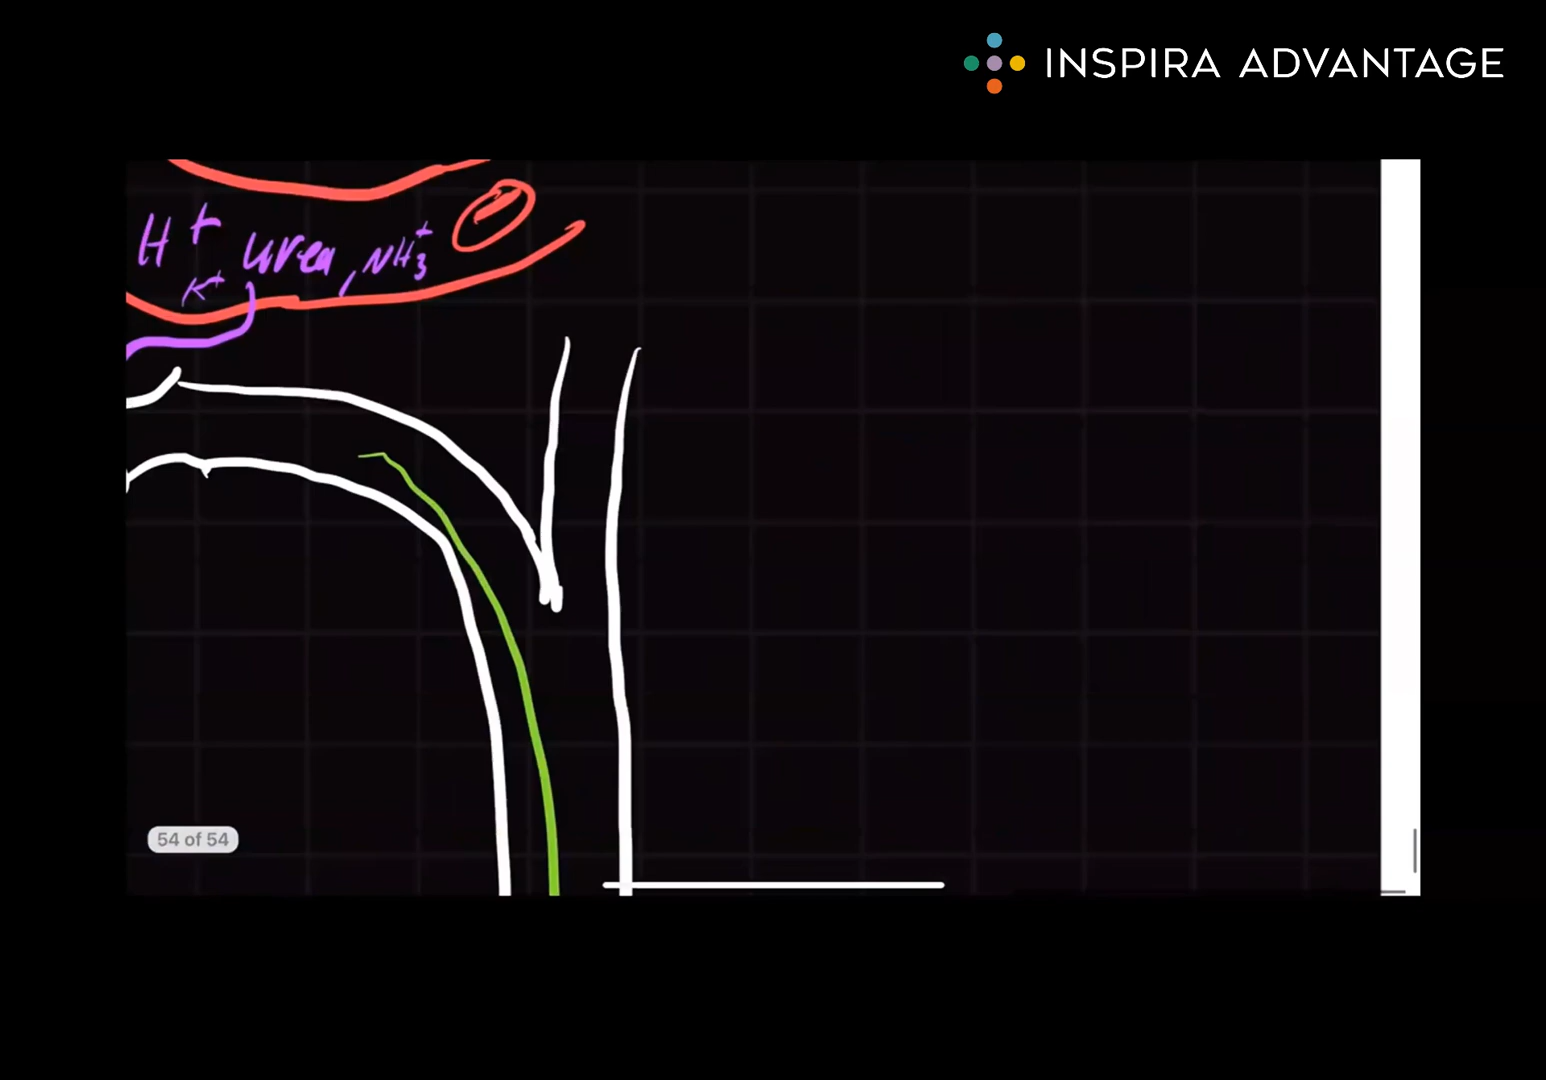 INSPIRA ADVANTAGE
H+ urea, NH3+
K+
54 of 54